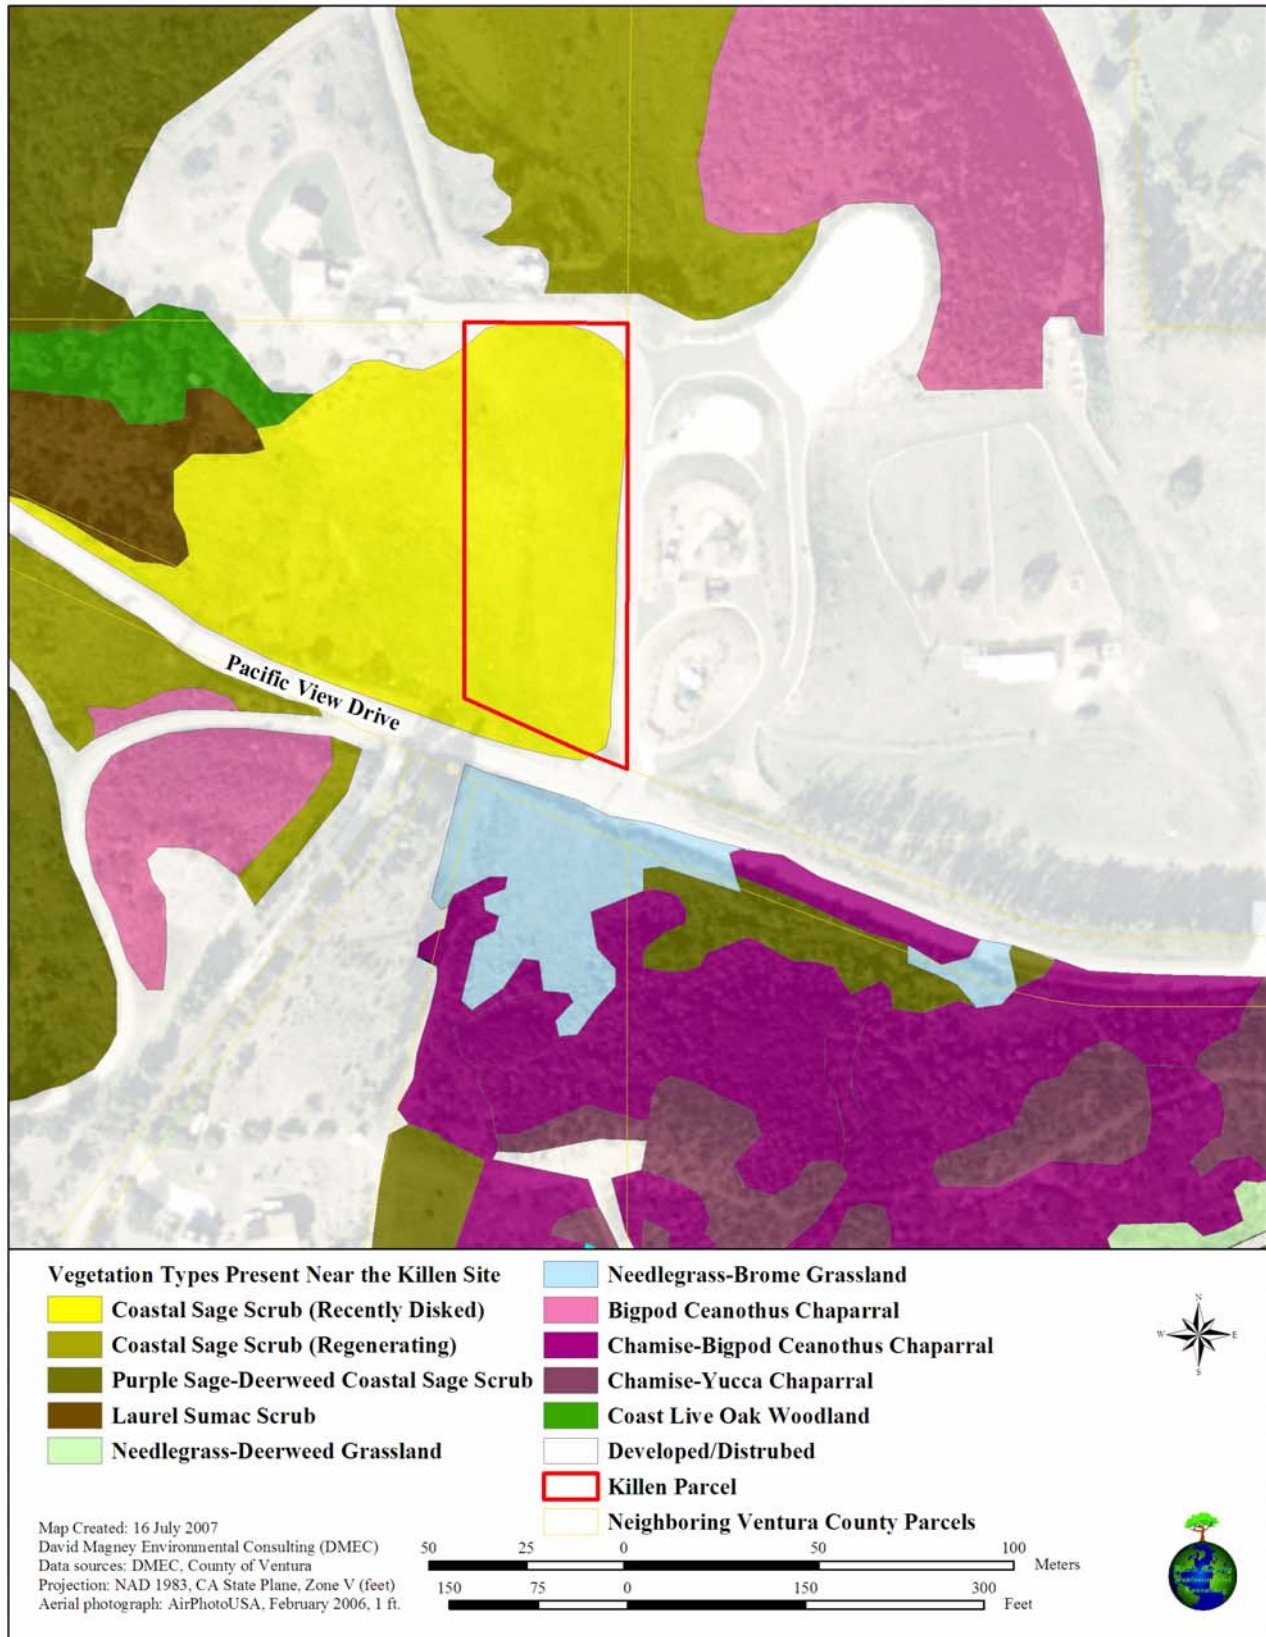 Pacific View Drive
Vegetation Types Present Near the Killen Site
Coastal Sage Scrub (Recently Disked)
Coastal Sage Scrub (Regenerating)
Purple Sage-Deerweed Coastal Sage Scrub
Laurel Sumac Scrub
Needlegrass-Deerweed Grassland
Needlegrass-Brome Grassland
Bigpod Ceanothus Chaparral
Chamise-Bigpod Ceanothus Chaparral
Chamise-Yucca Chaparral
Coast Live Oak Woodland
Developed/Distrubed
Killen Parcel
Neighboring Ventura County Parcels
N
W E
S
Map Created: 16 July 2007
David Magney Environmental Consulting (DMEC)
Data sources: DMEC, County of Ventura
Projection: NAD 1983, CA State Plane, Zone V (feet)
Aerial photograph: AirPhotoUSA, February 2006, 1 ft.
50 25 0 50 100
Meters
150 75 0 150 300
Feet